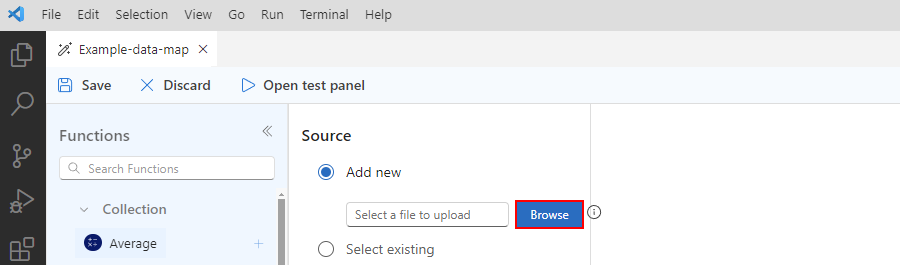 File Edit Selection View Go Run Terminal Help
Example-data-map
Save Discard Open test panel
Functions
Search Functions
Collection
Average
Source
Add new
Select a file to upload Browse
Select existing